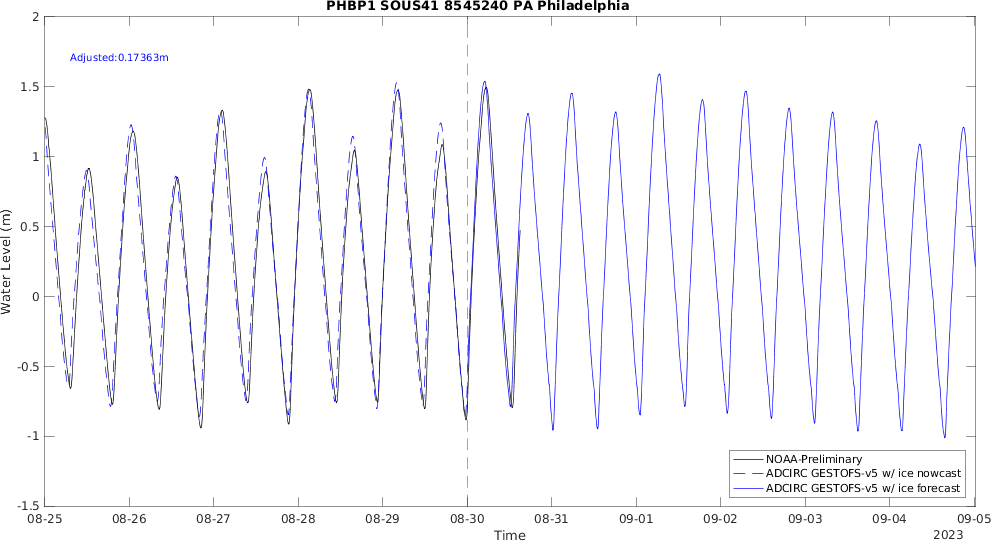 PHBP1 SOUS41 8545240 PA Philadelphia
Adjusted:0.17363m
Water Level (m)
2
1.5
1
0.5
0
-0.5
-1
-1.5
NOAA-Preliminary
ADCIRC GESTOFS-v5 w/ ice nowcast
ADCIRC GESTOFS-v5 w/ ice forecast
08-25 08-26 08-27 08-28 08-29 08-30 08-31 09-01 09-02 09-03 09-04 09-05
Time
2023